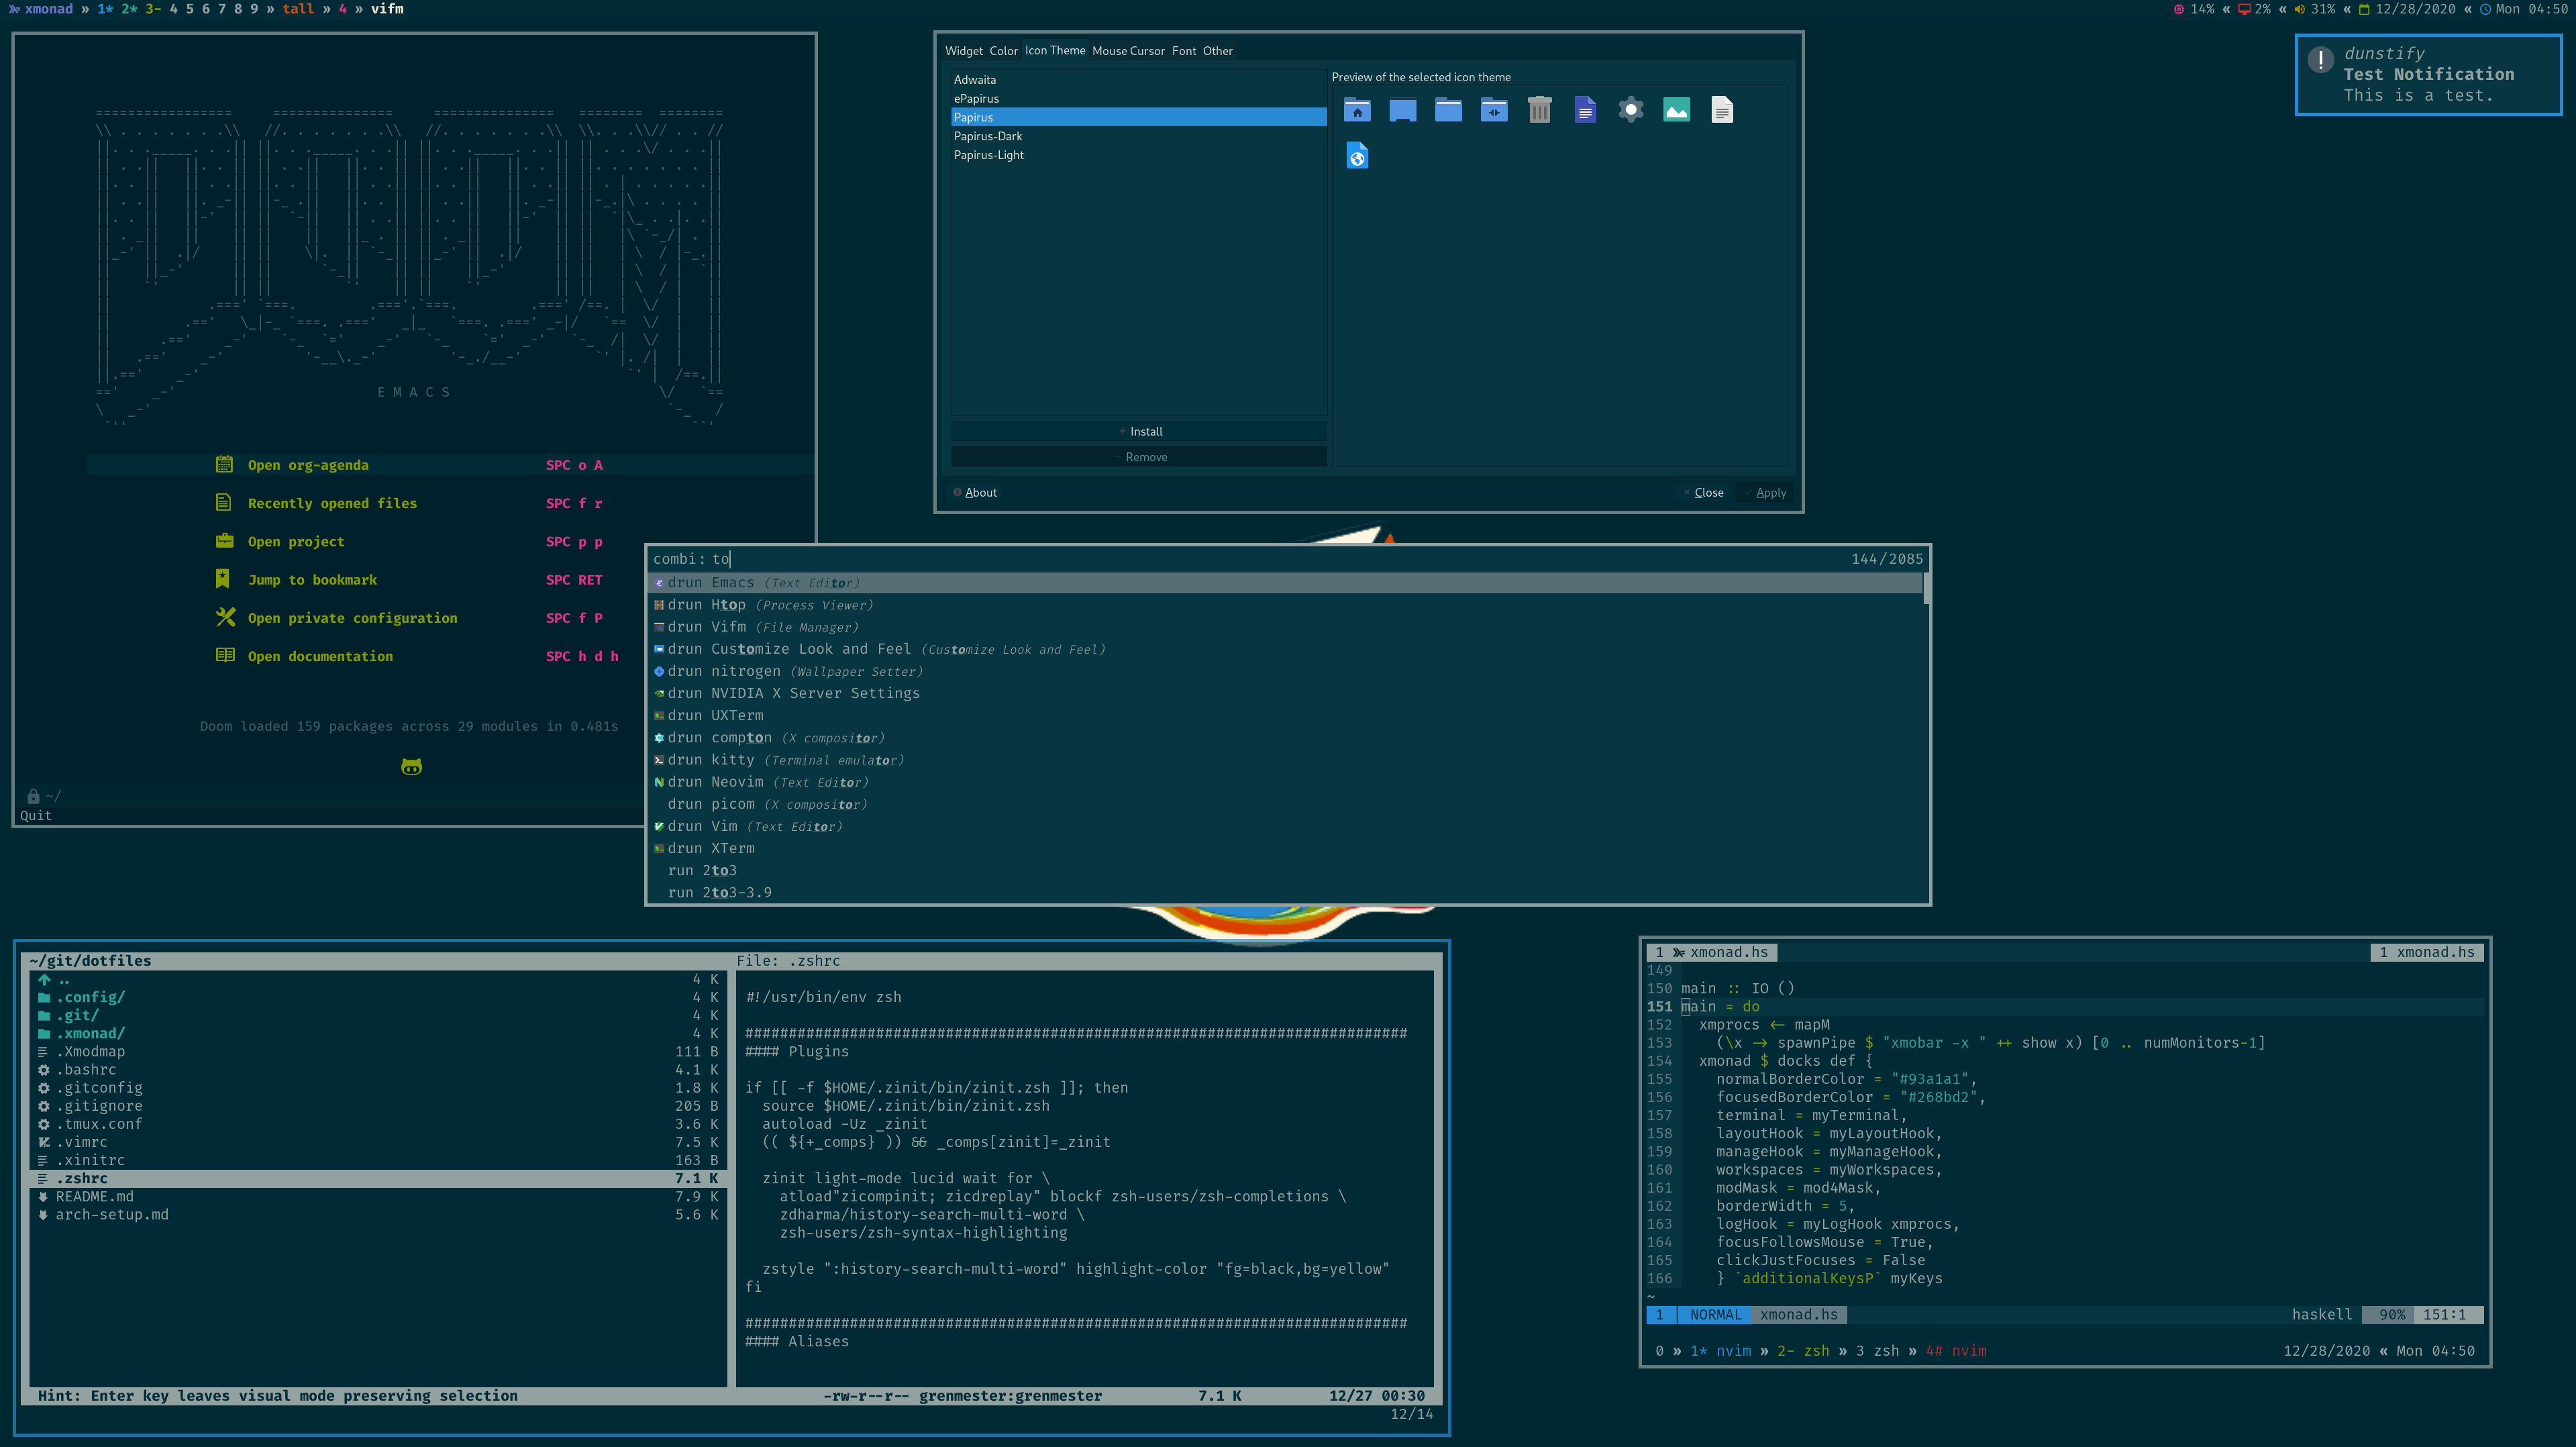 xmonad » 1* 2* 3- 4 5 6 7 8 9 » tall » 4 » vifm
14% « 2% « 31% « 12/28/2020 « Mon 04:50
E M A C S
Open org-agenda SPC o A
Recently opened files SPC f r
Open project SPC p p
Jump to bookmark SPC RET
Open private configuration SPC f P
Open documentation SPC h d h
Doom loaded 159 packages across 29 modules in 0.481s
~/
Quit
Widget Color Icon Theme Mouse Cursor Font Other
Adwaita
ePapirus
Papirus
Papirus-Dark
Papirus-Light
Preview of the selected icon theme
+ Install
- Remove
About
Close
Apply
dunstify
Test Notification
This is a test.
combi: to 144/2085
drun Emacs (Text Editor)
drun Htop (Process Viewer)
drun Vifm (File Manager)
drun Customize Look and Feel (Customize Look and Feel)
drun nitrogen (Wallpaper Setter)
drun NVIDIA X Server Settings
drun UXTerm
drun compton (X compositor)
drun kitty (Terminal emulator)
drun Neovim (Text Editor)
drun picom (X compositor)
drun Vim (Text Editor)
drun XTerm
run 2to3
run 2to3-3.9
~/git/dotfiles
.. 4 K
.config/ 4 K
.git/ 4 K
.xmonad/ 4 K
.Xmodmap 111 B
.bashrc 4.1 K
.gitconfig 1.8 K
.gitignore 205 B
.tmux.conf 3.6 K
.vimrc 7.5 K
.xinitrc 163 B
.zshrc 7.1 K
README.md 7.9 K
arch-setup.md 5.6 K
File: .zshrc
#!/usr/bin/env zsh
############################################################################
#### Plugins
if [[ -f $HOME/.zinit/bin/zinit.zsh ]]; then
source $HOME/.zinit/bin/zinit.zsh
autoload -Uz _zinit
(( ${+_comps} )) && _comps[zinit]=_zinit
zinit light-mode lucid wait for \
atload"zicompinit; zicdreplay" blockf zsh-users/zsh-completions \
zdharma/history-search-multi-word \
zsh-users/zsh-syntax-highlighting
zstyle ":history-search-multi-word" highlight-color "fg=black,bg=yellow"
fi
############################################################################
#### Aliases
Hint: Enter key leaves visual mode preserving selection -rw-r--r-- grenmester:grenmester 7.1 K 12/27 00:30
12/14
1 xmonad.hs 1 xmonad.hs
149
150 main :: IO ()
151 main = do
152 xmprocs <- mapM
153 (\x -> spawnPipe $ "xmobar -x " ++ show x) [0 .. numMonitors-1]
154 xmonad $ docks def {
155 normalBorderColor = "#93a1a1",
156 focusedBorderColor = "#268bd2",
157 terminal = myTerminal,
158 layoutHook = myLayoutHook,
159 manageHook = myManageHook,
160 workspaces = myWorkspaces,
161 modMask = mod4Mask,
162 borderWidth = 5,
163 logHook = myLogHook xmprocs,
164 focusFollowsMouse = True,
165 clickJustFocuses = False
166 } `additionalKeysP` myKeys
~
1 NORMAL xmonad.hs haskell 90% 151:1
0 » 1* nvim » 2- zsh » 3 zsh » 4# nvim 12/28/2020 « Mon 04:50